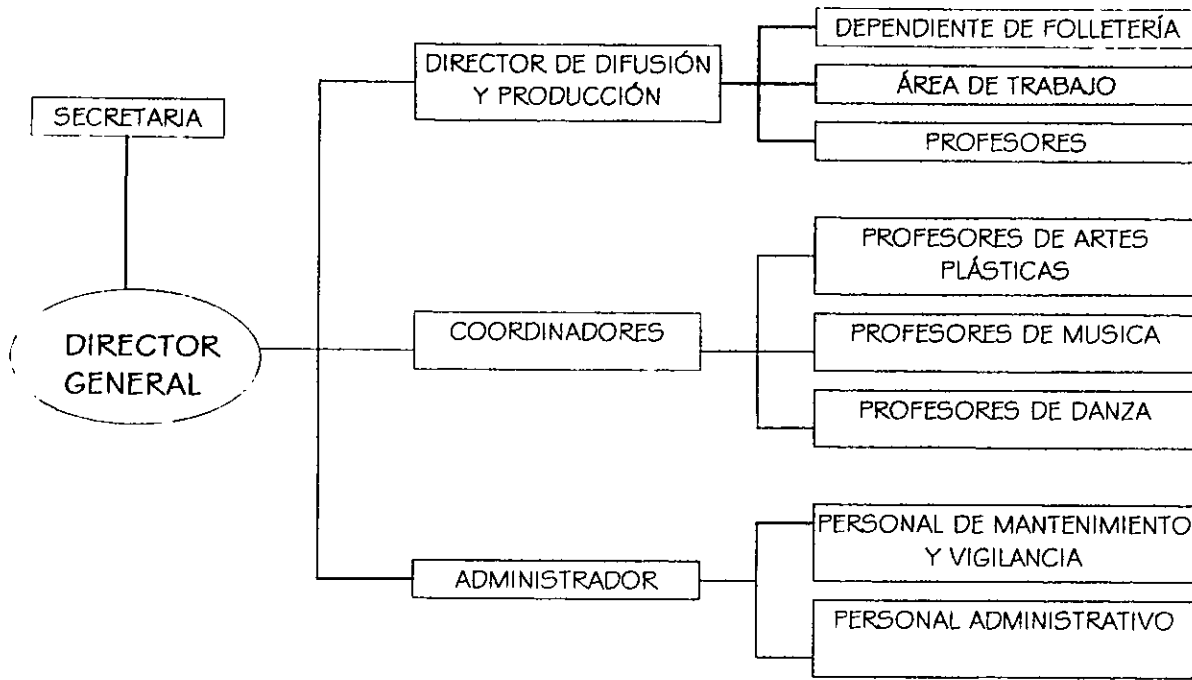 SECRETARIA
DIRECTOR
GENERAL
DIRECTOR DE DIFUSIÓN
Y PRODUCCIÓN
DEPENDIENTE DE FOLLETERÍA
ÁREA DE TRABAJO
PROFESORES
COORDINADORES
PROFESORES DE ARTES
PLÁSTICAS
PROFESORES DE MUSICA
PROFESORES DE DANZA
ADMINISTRADOR
PERSONAL DE MANTENIMIENTO
Y VIGILANCIA
PERSONAL ADMINISTRATIVO